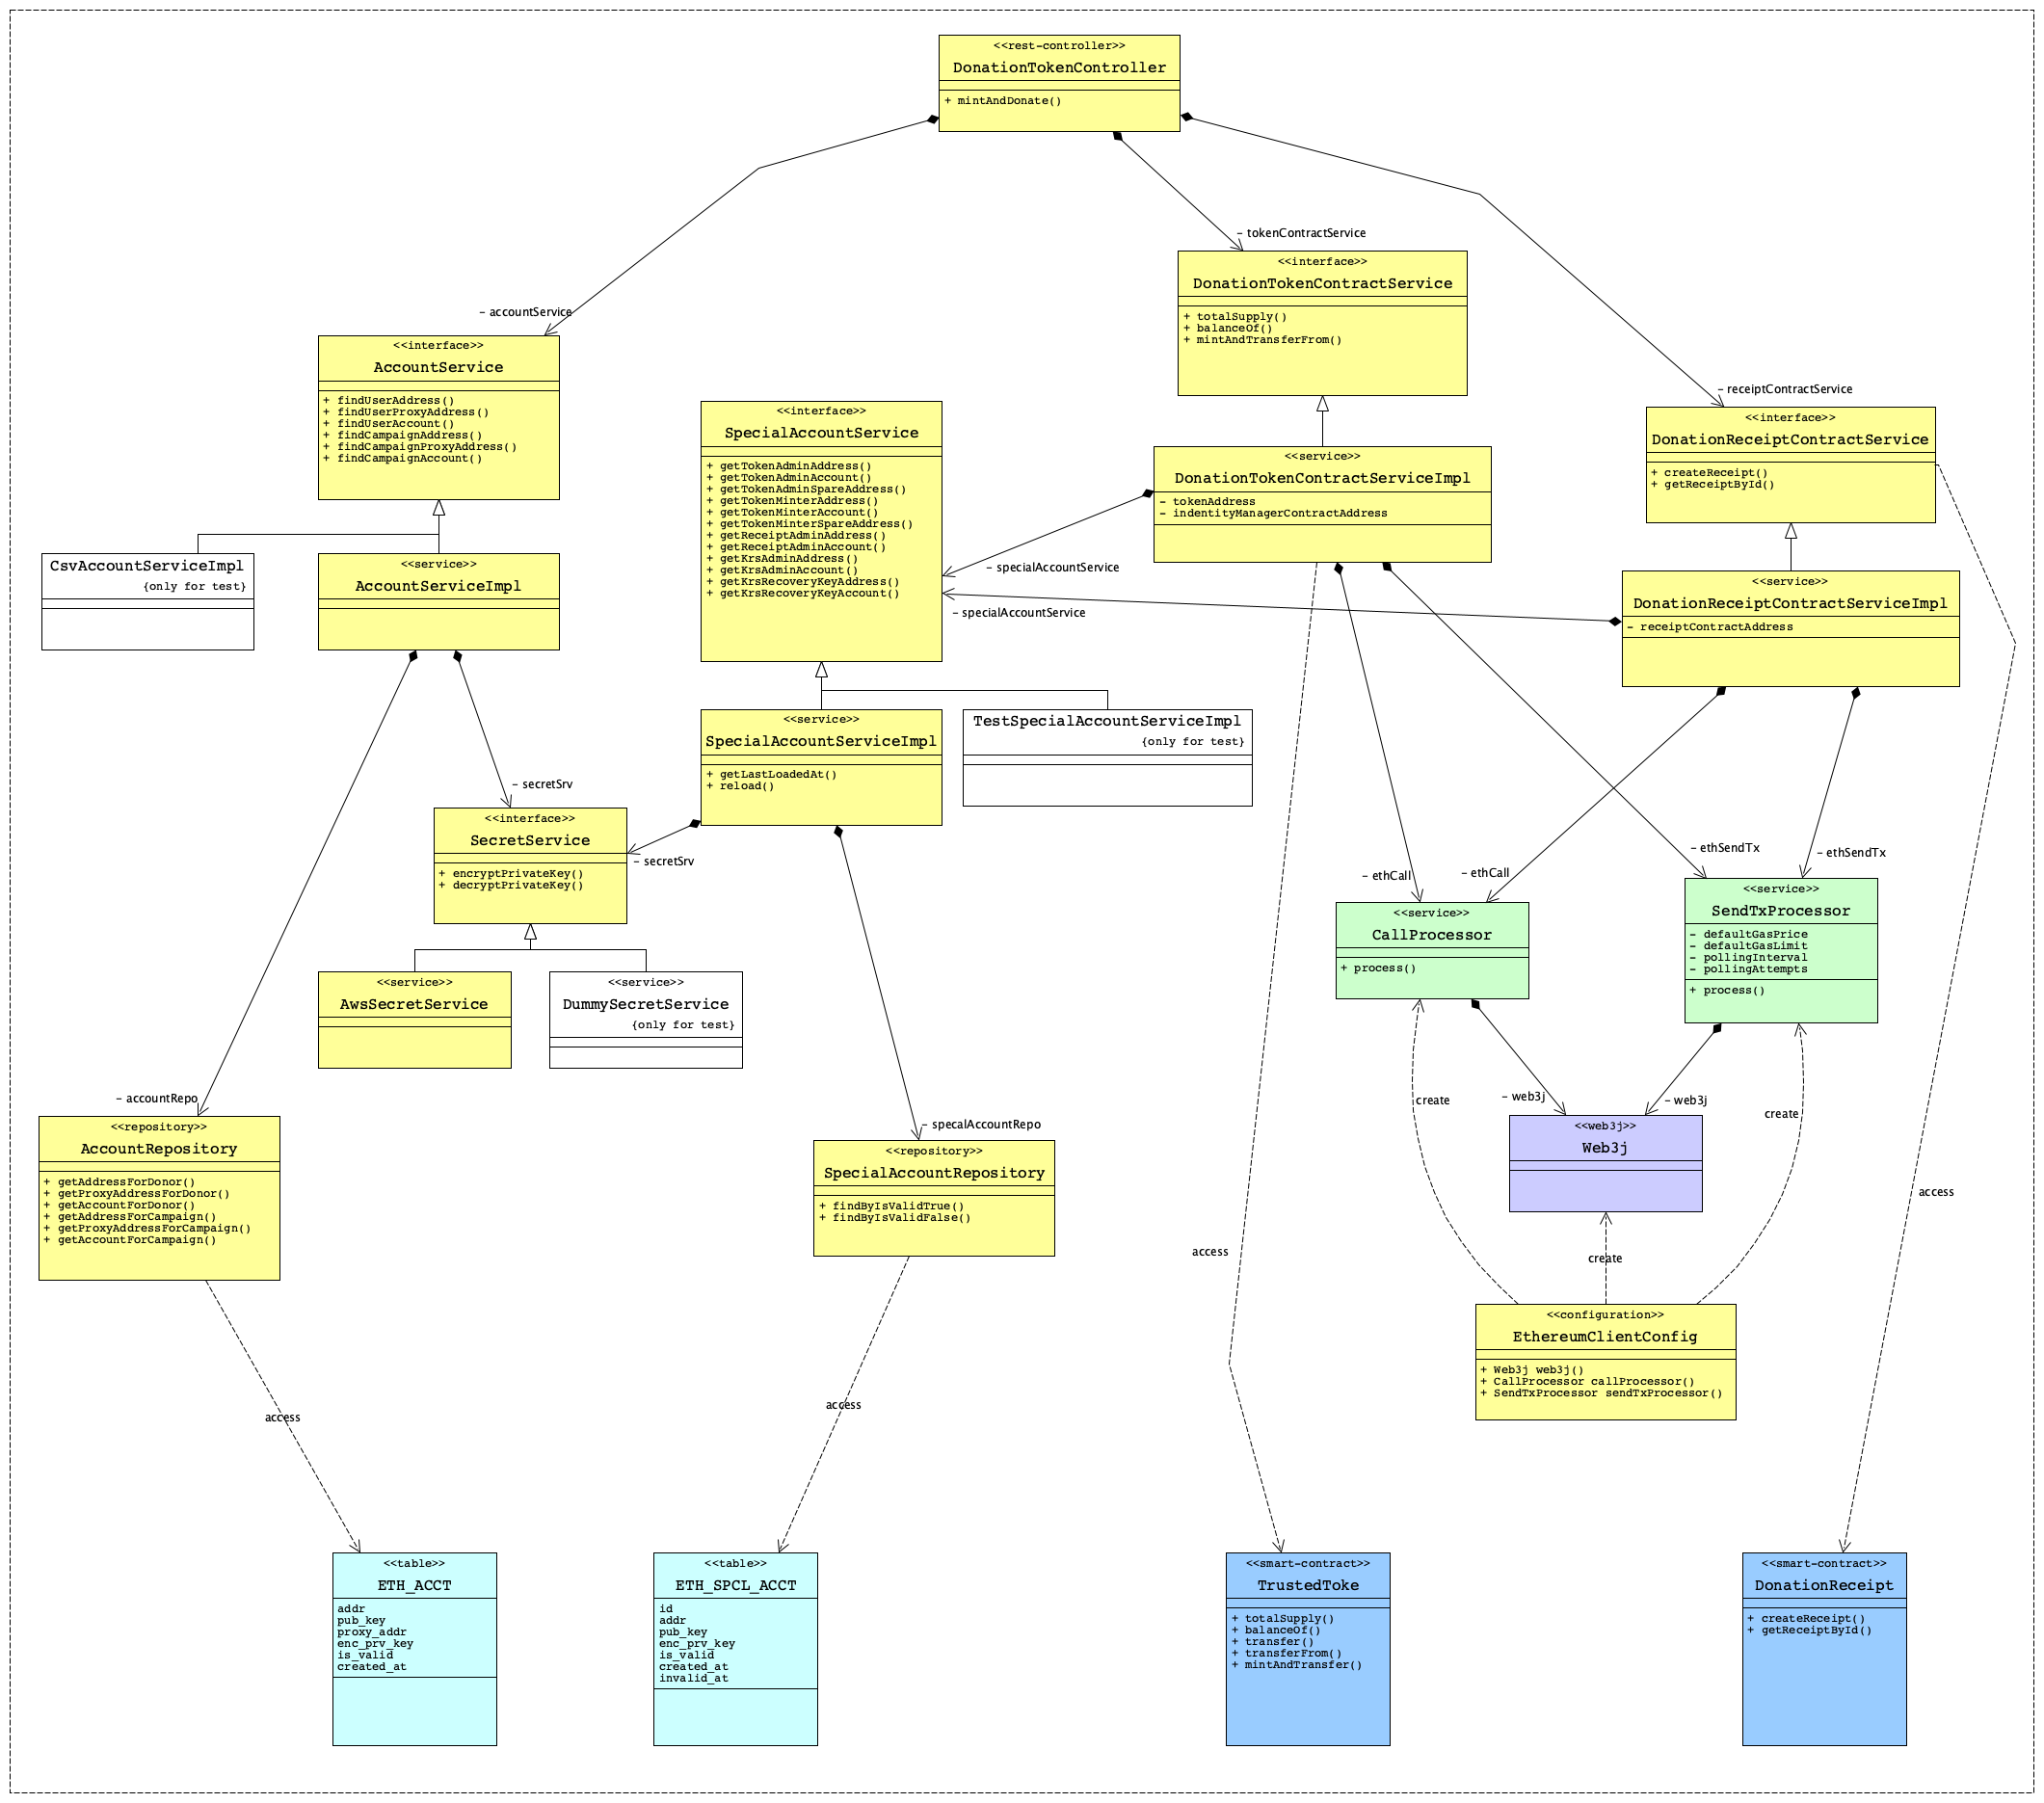 <<rest-controller>>
DonationTokenController
+ mintAndDonate()
- tokenContractService
<<interface>>
DonationTokenContractService
+ totalSupply()
+ balanceOf()
+ mintAndTransferFrom()
- accountService
<<interface>>
AccountService
+ findUserAddress()
+ findUserProxyAddress()
+ findUserAccount()
+ findCampaignAddress()
+ findCampaignProxyAddress()
+ findCampaignAccount()
- receiptContractService
<<interface>>
DonationReceiptContractService
+ createReceipt()
+ getReceiptById()
<<interface>>
SpecialAccountService
+ getTokenAdminAddress()
+ getTokenAdminAccount()
+ getTokenAdminSpareAddress()
+ getTokenMinterAddress()
+ getTokenMinterAccount()
+ getTokenMinterSpareAddress()
+ getReceiptAdminAddress()
+ getReceiptAdminAccount()
+ getKrsAdminAddress()
+ getKrsAdminAccount()
+ getKrsRecoveryKeyAddress()
+ getKrsRecoveryKeyAccount()
<<service>>
DonationTokenContractServiceImpl
- tokenAddress
- indentityManagerContractAddress
- specialAccountService
- specialAccountService
CsvAccountServiceImpl
{only for test}
<<service>>
AccountServiceImpl
<<service>>
DonationReceiptContractServiceImpl
- receiptContractAddress
<<service>>
SpecialAccountServiceImpl
+ getLastLoadedAt()
+ reload()
TestSpecialAccountServiceImpl
{only for test}
- secretSrv
<<interface>>
SecretService
+ encryptPrivateKey()
+ decryptPrivateKey()
- secretSrv
- ethCall
- ethCall
- ethSendTx
- ethSendTx
<<service>>
CallProcessor
+ process()
<<service>>
SendTxProcessor
- defaultGasPrice
- defaultGasLimit
- pollingInterval
- pollingAttempts
+ process()
<<service>>
AwsSecretService
<<service>>
DummySecretService
{only for test}
- accountRepo
<<repository>>
AccountRepository
+ getAddressForDonor()
+ getProxyAddressForDonor()
+ getAccountForDonor()
+ getAddressForCampaign()
+ getProxyAddressForCampaign()
+ getAccountForCampaign()
- specalAccountRepo
<<repository>>
SpecialAccountRepository
+ findByIsValidTrue()
+ findByIsValidFalse()
create
- web3j
- web3j
create
<<web3j>>
Web3j
access
access
create
<<configuration>>
EthereumClientConfig
+ Web3j web3j()
+ CallProcessor callProcessor()
+ SendTxProcessor sendTxProcessor()
access
access
<<table>>
ETH_ACCT
addr
pub_key
proxy_addr
enc_prv_key
is_valid
created_at
<<table>>
ETH_SPCL_ACCT
id
addr
pub_key
enc_prv_key
is_valid
created_at
invalid_at
<<smart-contract>>
TrustedToke
+ totalSupply()
+ balanceOf()
+ transfer()
+ transferFrom()
+ mintAndTransfer()
<<smart-contract>>
DonationReceipt
+ createReceipt()
+ getReceiptById()